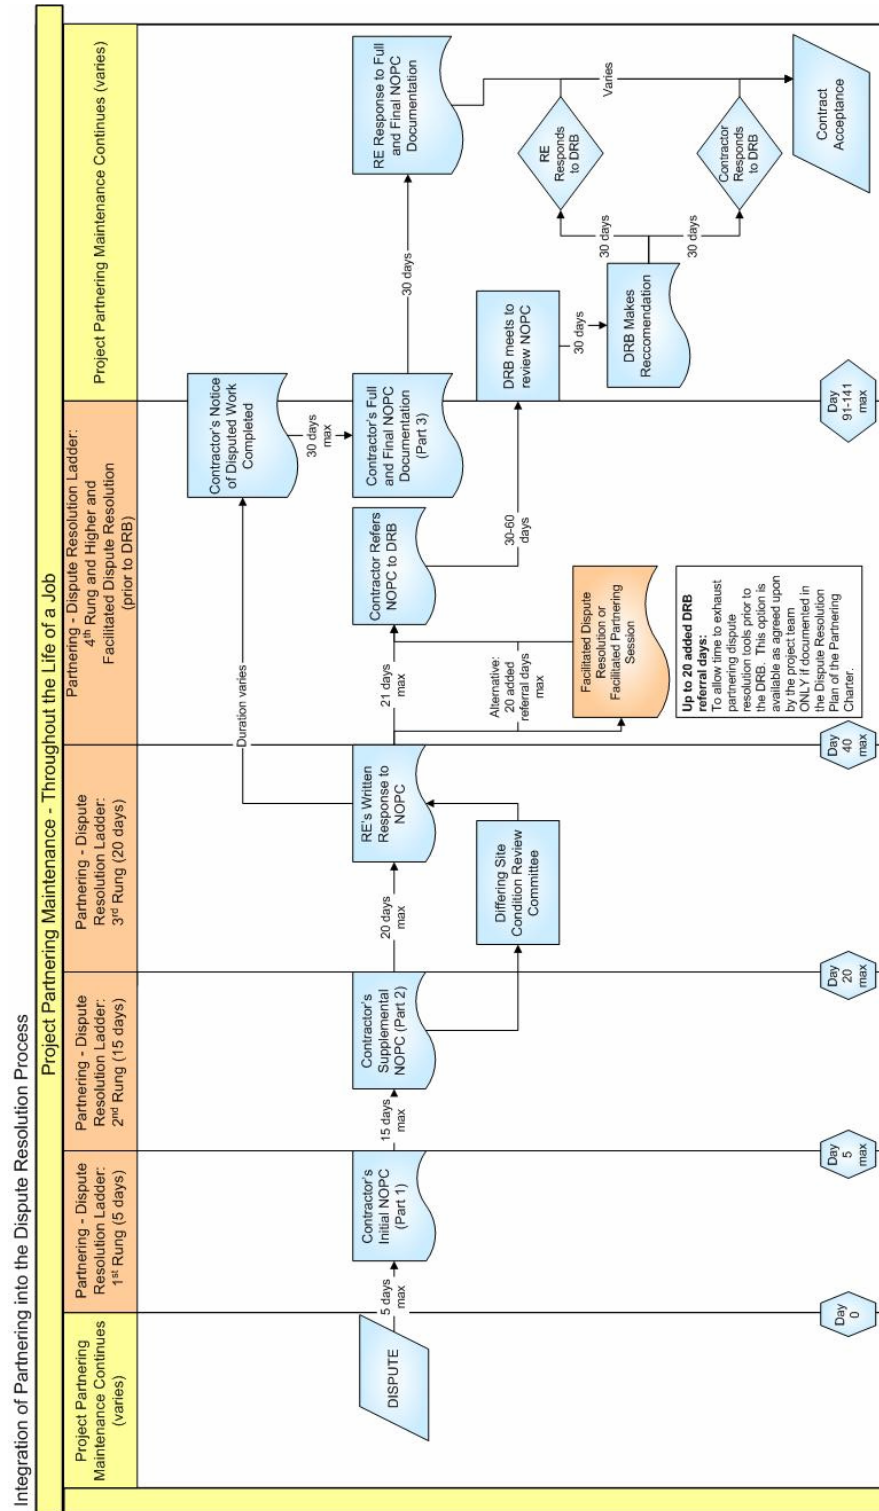 Integration of Partnering into the Dispute Resolution Process
Project Partnering Maintenance - Throughout the Life of a Job
Project Partnering
Maintenance Continues
(varies)
Partnering - Dispute
Resolution Ladder:
1st Rung (5 days)
Partnering - Dispute
Resolution Ladder:
2nd Rung (15 days)
Partnering - Dispute
Resolution Ladder:
3rd Rung (20 days)
Partnering - Dispute Resolution Ladder:
4th Rung and Higher and
Facilitated Dispute Resolution
(prior to DRB)
Project Partnering Maintenance Continues (varies)
DISPUTE
5 days
max
Contractor's
Initial NOPC
(Part 1)
15 days
max
Contractor's
Supplemental
NOPC (Part 2)
20 days
max
Differing Site
Condition Review
Committee
RE's Written
Response to
NOPC
Duration varies
21 days
max
Alternative:
20 added
referral days
max
Facilitated Dispute
Resolution or
Facilitated Partnering
Session
Up to 20 added DRB
referral days:
To allow time to exhaust
partnering dispute
resolution tools prior to
the DRB. This option is
available as agreed upon
by the project team
ONLY if documented in
the Dispute Resolution
Plan of the Partnering
Charter.
Contractor Refers
NOPC to DRB
30-60
days
Contractor's Notice
of Disputed Work
Completed
30 days
max
Contractor's Full
and Final NOPC
Documentation
(Part 3)
30 days
RE Response to Full
and Final NOPC
Documentation
DRB meets to
review NOPC
30 days
DRB Makes
Reccomendation
30 days
30 days
RE
Responds
to DRB
Contractor
Responds
to DRB
Varies
Contract
Acceptance
Day
0
Day
5
max
Day
20
max
Day
40
max
Day
91-141
max